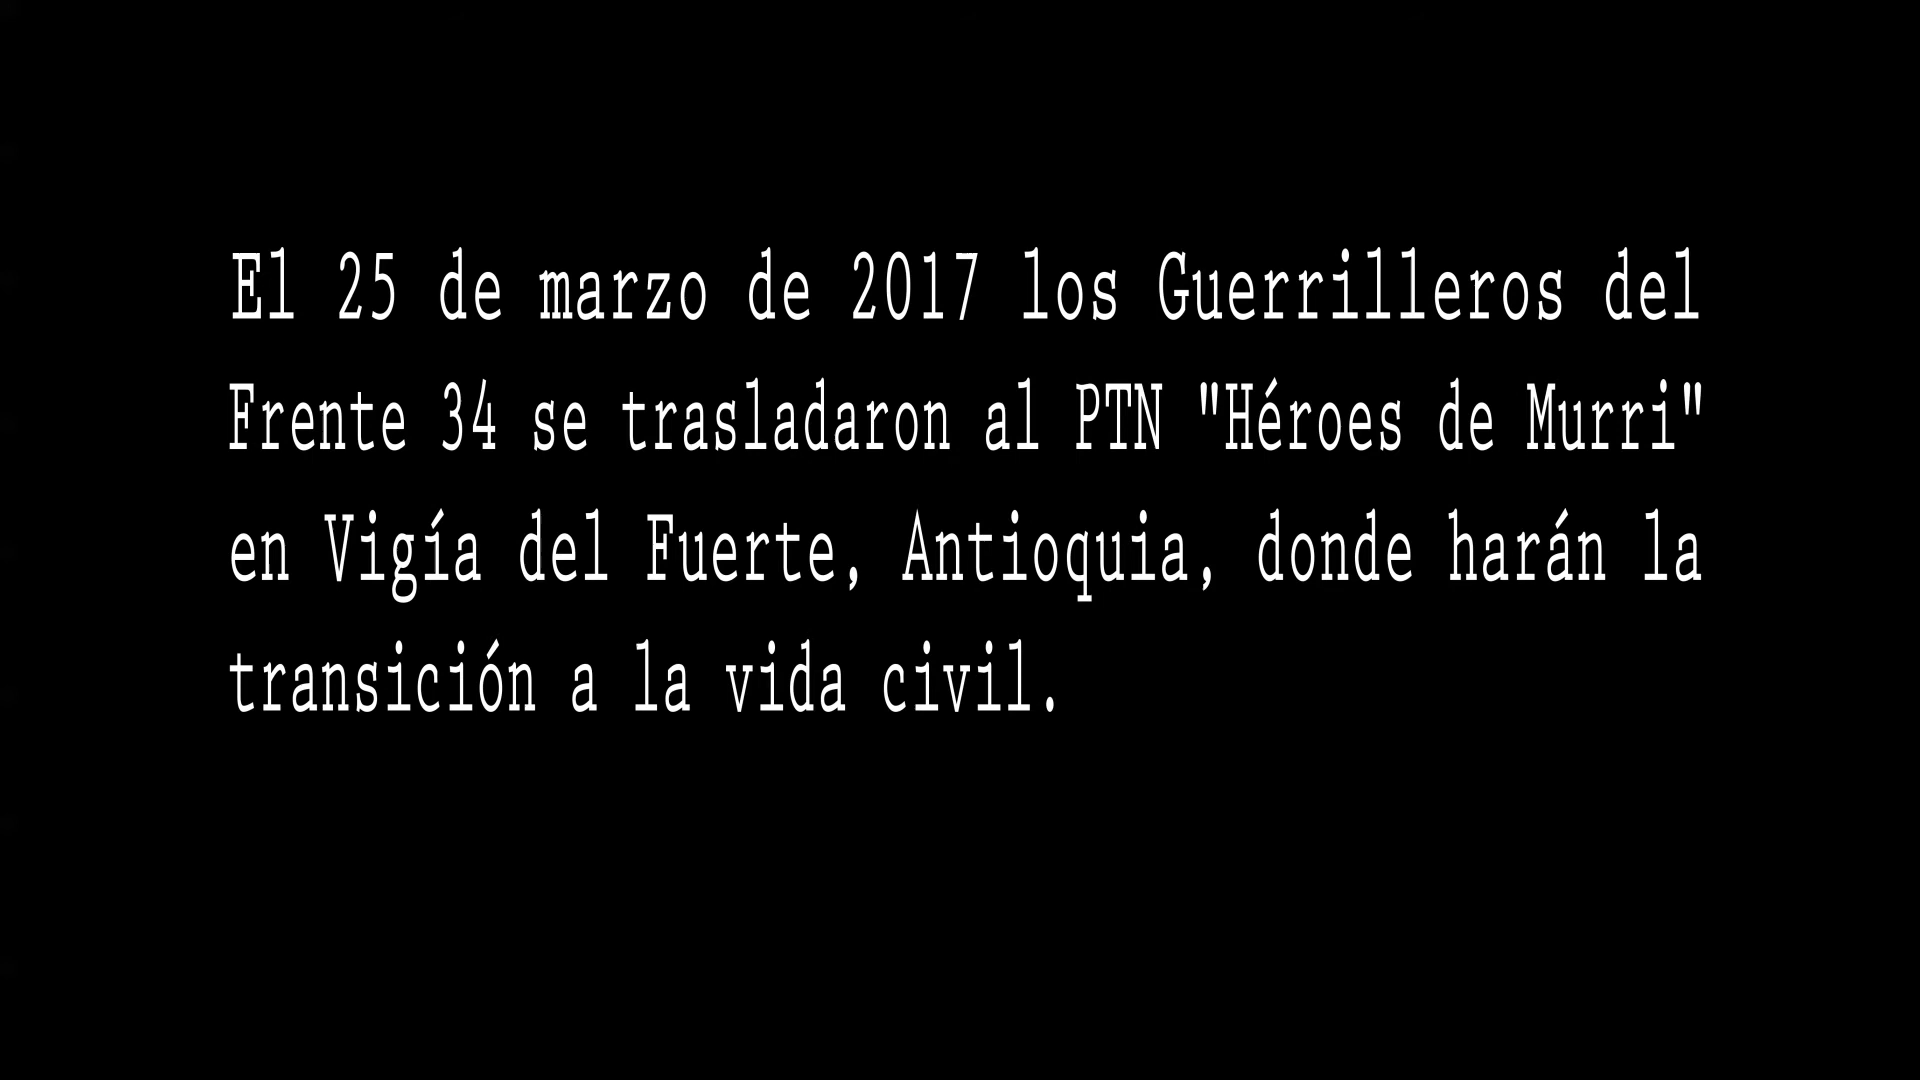 El 25 de marzo de 2017 los Guerrilleros del
Frente 34 se trasladaron al PTN "Héroes de Murri"
en Vigía del Fuerte, Antioquia, donde harán la
transición a la vida civil.